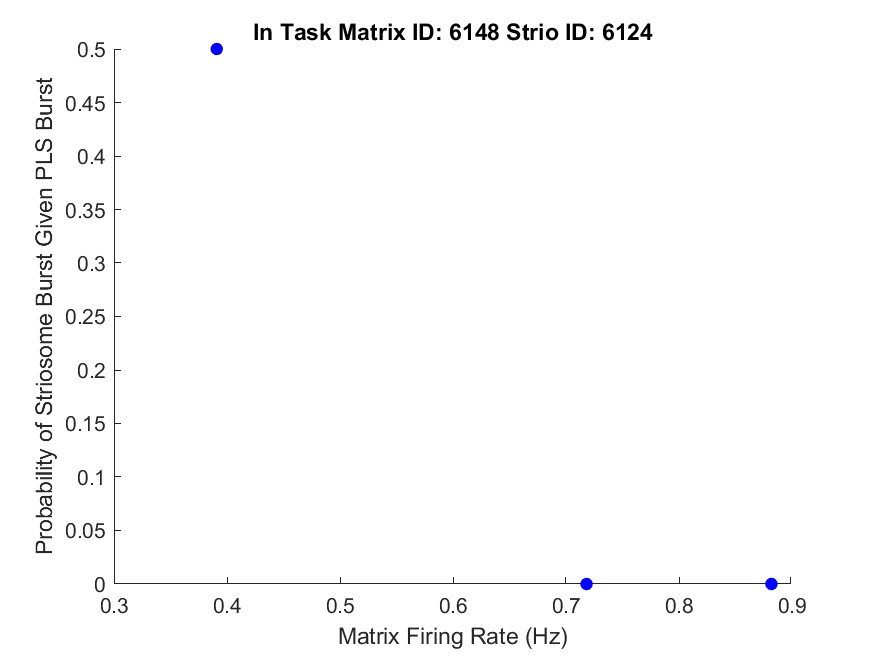 In Task Matrix ID: 6148 Strio ID: 6124
Probability of Striosome Burst Given PLS Burst
0.5
0.45
0.4
0.35
0.3
0.25
0.2
0.15
0.1
0.05
0
0.3 0.4 0.5 0.6 0.7 0.8 0.9
Matrix Firing Rate (Hz)